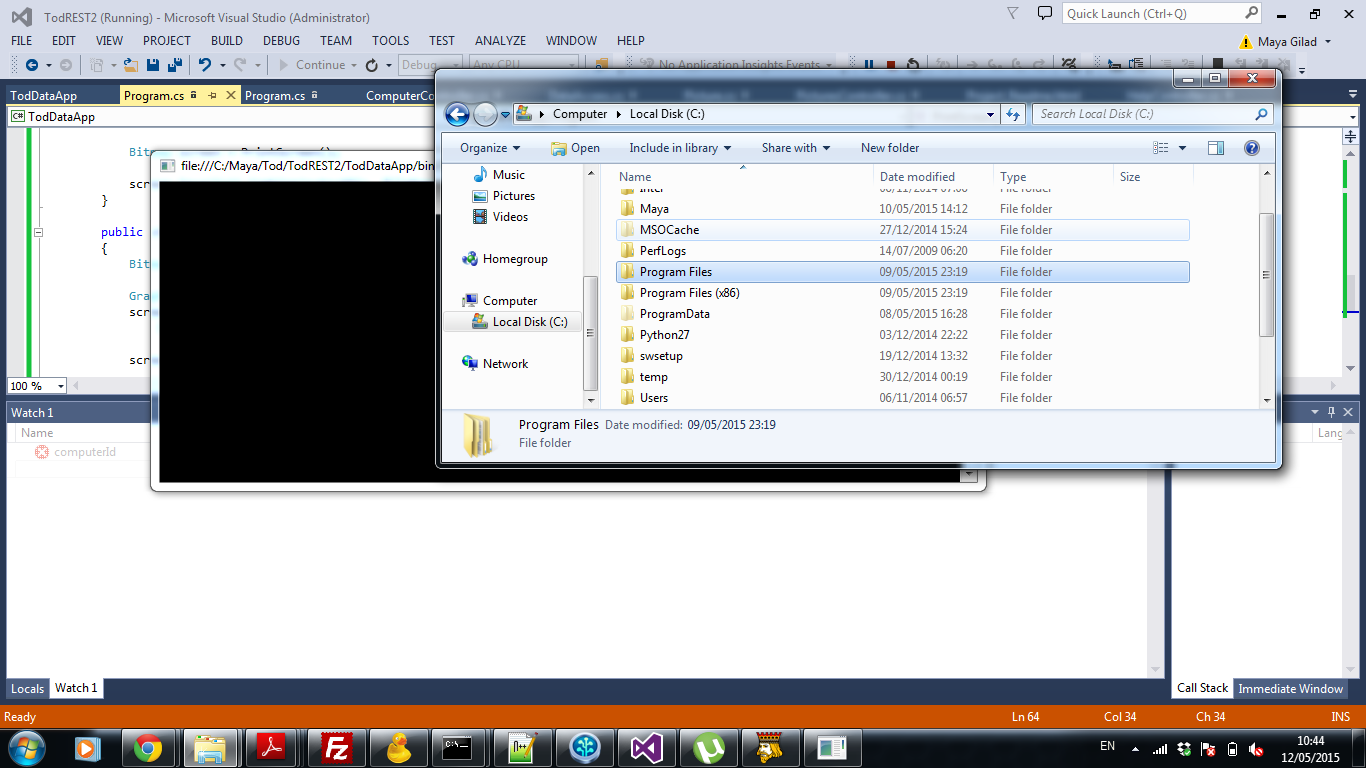 TodREST2 (Running) - Microsoft Visual Studio (Administrator)
Quick Launch (Ctrl+Q)
FILE EDIT VIEW PROJECT BUILD DEBUG TEAM TOOLS TEST ANALYZE WINDOW HELP
Maya Gilad
Continue Debug Any CPU No Application Insights Events
TodDataApp Program.cs Program.cs ComputerCo
TodDataApp
scr
}
public
{
Bit
Gra
scr
scr
100 %
file:///C:/Maya/Tod/TodREST2/TodDataApp/bin
Computer Local Disk (C:)
Search Local Disk (C:)
Organize Open Include in library Share with New folder
Music
Pictures
Videos
Homegroup
Computer
Local Disk (C:)
Network
Name Date modified Type Size
Intel 06/11/2014 07:00 File folder
Maya 10/05/2015 14:12 File folder
MSOCache 27/12/2014 15:24 File folder
PerfLogs 14/07/2009 06:20 File folder
Program Files 09/05/2015 23:19 File folder
Program Files (x86) 09/05/2015 23:19 File folder
ProgramData 08/05/2015 16:28 File folder
Python27 03/12/2014 22:22 File folder
swsetup 19/12/2014 13:32 File folder
temp 30/12/2014 00:19 File folder
Users 06/11/2014 06:57 File folder
Program Files Date modified: 09/05/2015 23:19
File folder
Watch 1
Name
computerId
Lang
Locals Watch 1
Call Stack Immediate Window
Ready Ln 64 Col 34 Ch 34 INS
EN
10:44
12/05/2015